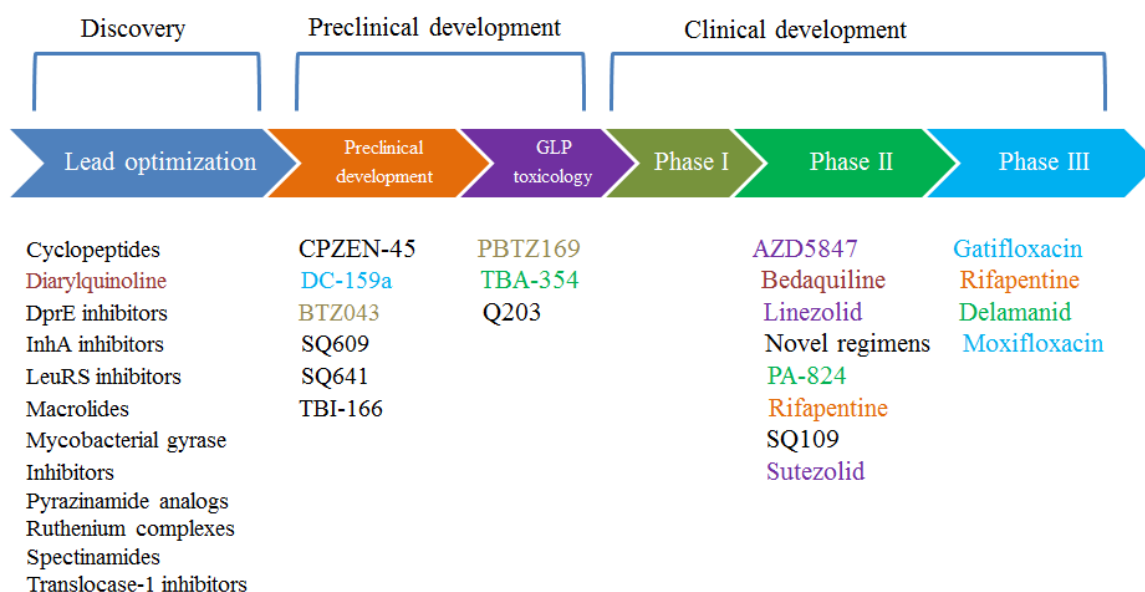 Discovery
Preclinical development
Clinical development
Lead optimization
Preclinical
development
GLP
toxicology
Phase I
Phase II
Phase III
Cyclopeptides
Diarylquinoline
DprE inhibitors
InhA inhibitors
LeuRS inhibitors
Macrolides
Mycobacterial gyrase
Inhibitors
Pyrazinamide analogs
Ruthenium complexes
Spectinamides
Translocase-1 inhibitors
CPZEN-45
DC-159a
BTZ043
SQ609
SQ641
TBI-166
PBTZ169
TBA-354
Q203
AZD5847
Bedaquiline
Linezolid
Novel regimens
PA-824
Rifapentine
SQ109
Sutezolid
Gatifloxacin
Rifapentine
Delamanid
Moxifloxacin